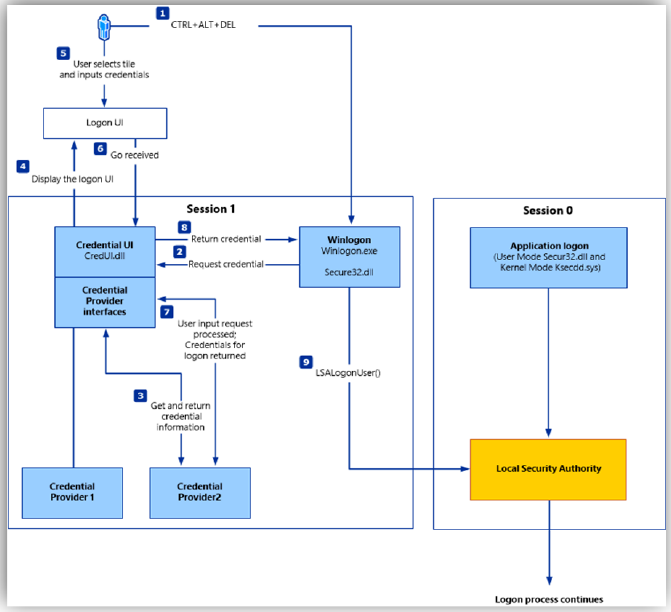 1
CTRL+ALT+DEL
5
User selects tile
and inputs credentials
Logon UI
6
Go received
4
Display the logon UI
Session 1
Session 0
Credential UI
CredUI.dll
8
Return credential
2
Request credential
Winlogon
Winlogon.exe
Secure32.dll
Application logon
(User Mode Secur32.dll and
Kernel Mode Ksecdd.sys)
Credential
Provider
interfaces
7
User input request
processed;
Credentials for
logon returned
9
LSALogonUser()
3
Get and return
credential
information
Credential
Provider 1
Credential
Provider2
Local Security Authority
Logon process continues